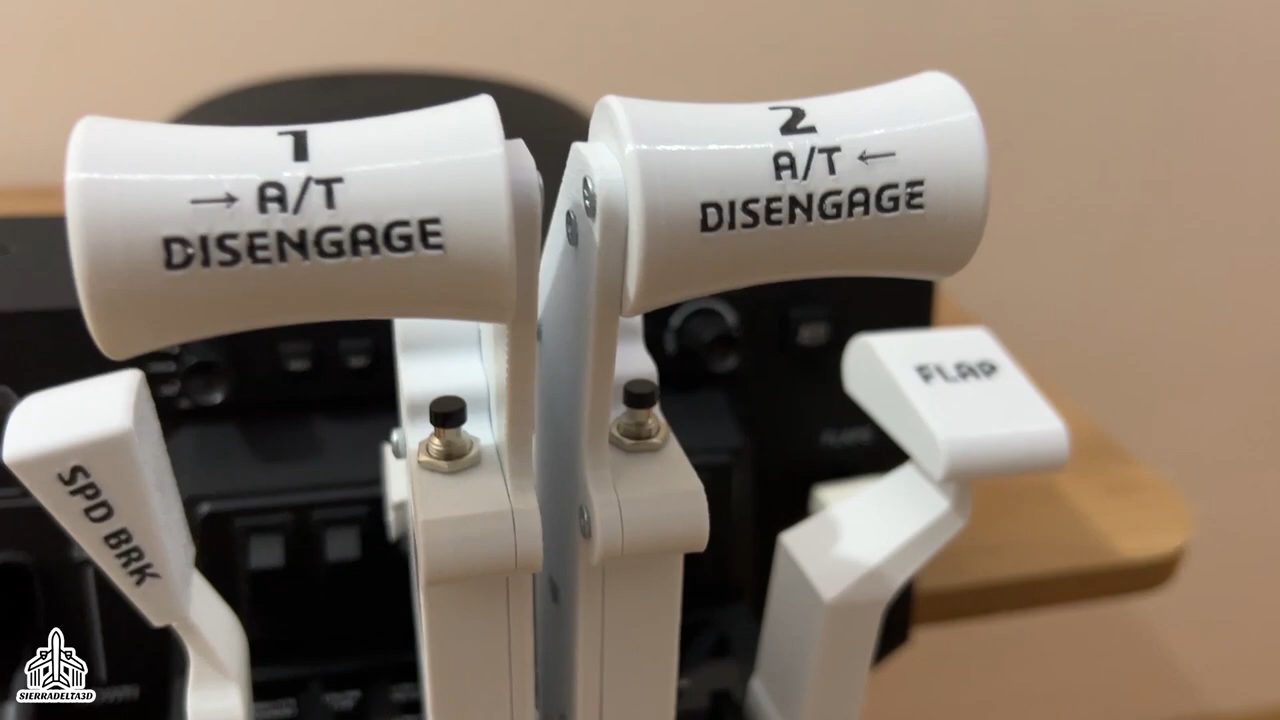 1
→ A/T
DISENGAGE
2
A/T ←
DISENGAGE
FLAP
SPD BRK
SIERRADELTA3D